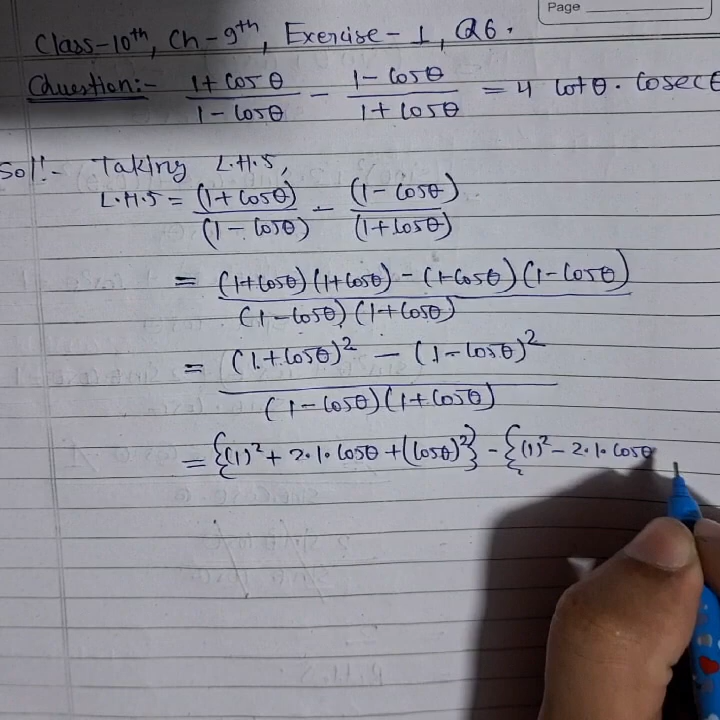 Page
Class-10th, Ch-9th, Exercise-1, Q6.
Question:- 1+Cosθ / 1-Cosθ - 1-Cosθ / 1+Cosθ = 4 Cotθ. Cosecθ
Sol!- Taking L.H.S,
L.H.S = (1+Cosθ) / (1-Cosθ) - (1-Cosθ) / (1+Cosθ)
= (1+Cosθ)(1+Cosθ) - (1-Cosθ)(1-Cosθ) / (1-Cosθ)(1+Cosθ)
= (1+Cosθ)² - (1-Cosθ)² / (1-Cosθ)(1+Cosθ)
= {(1)² + 2.1.Cosθ + (Cosθ)²} - {(1)² - 2.1.Cosθ